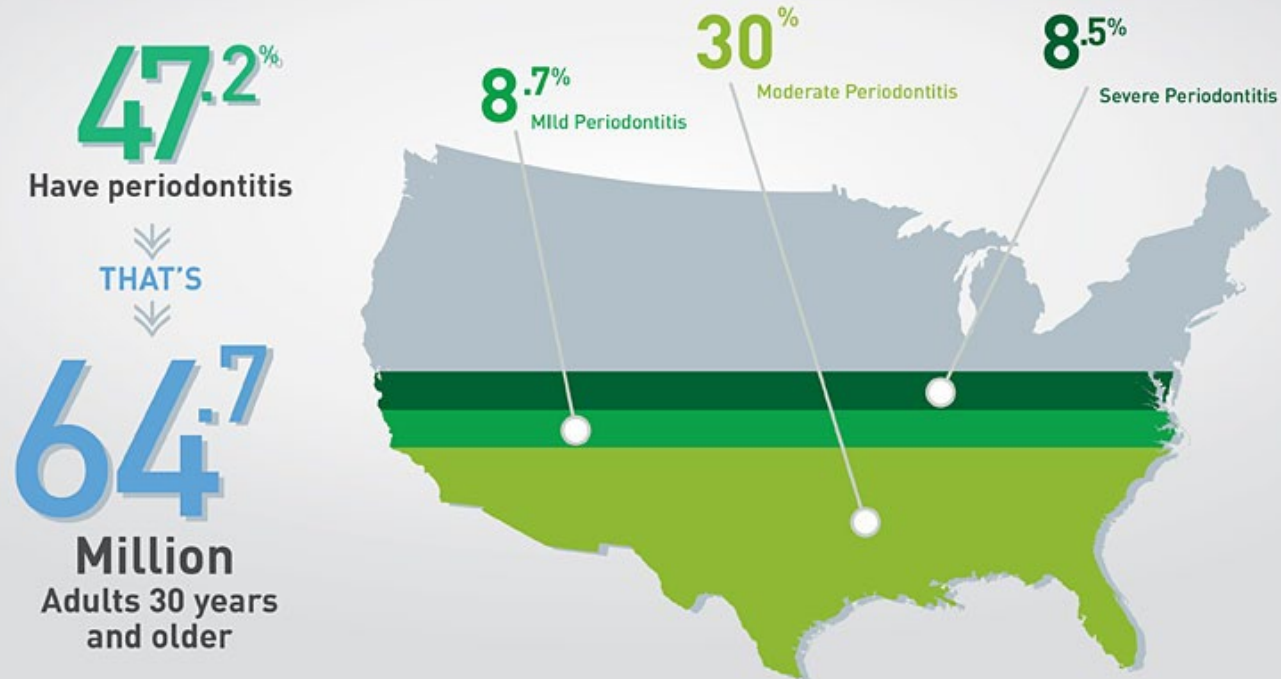 47.2%
Have periodontitis
THAT'S
64.7
Million
Adults 30 years
and older
8.7%
MIld Periodontitis
30%
Moderate Periodontitis
8.5%
Severe Periodontitis